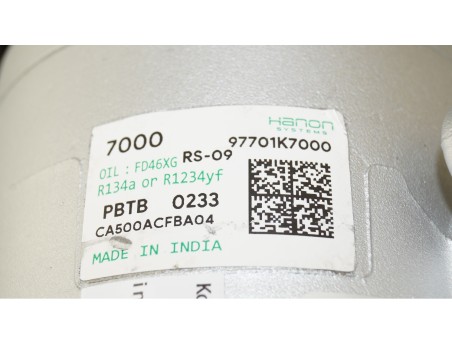 hanon
SYSTEMS
7000 97701K7000
OIL : FD46XG RS-09
R134a or R1234yf
PBTB 0233
CA500ACFBA04
MADE IN INDIA